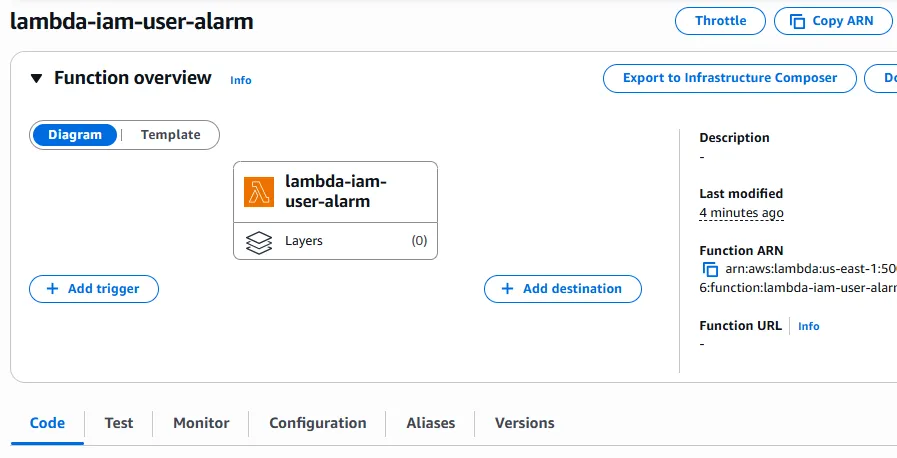 lambda-iam-user-alarm
Throttle
Copy ARN
Function overview
Info
Export to Infrastructure Composer
Diagram
Template
lambda-iam-
user-alarm
Layers
(0)
+ Add trigger
+ Add destination
Description
-
Last modified
4 minutes ago
Function ARN
arn:aws:lambda:us-east-1:50
6:function:lambda-iam-user-alarm
Function URL
Info
-
Code
Test
Monitor
Configuration
Aliases
Versions